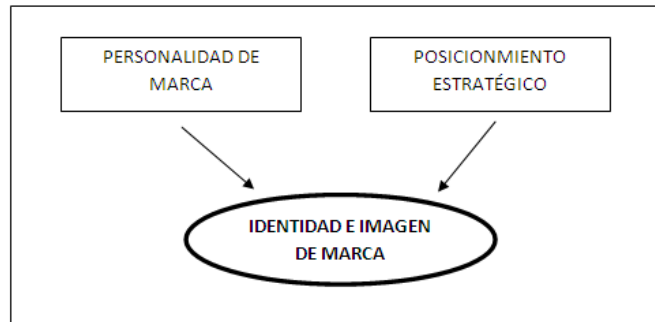 PERSONALIDAD DE
MARCA
POSICIONMIENTO
ESTRATÉGICO
IDENTIDAD E IMAGEN
DE MARCA